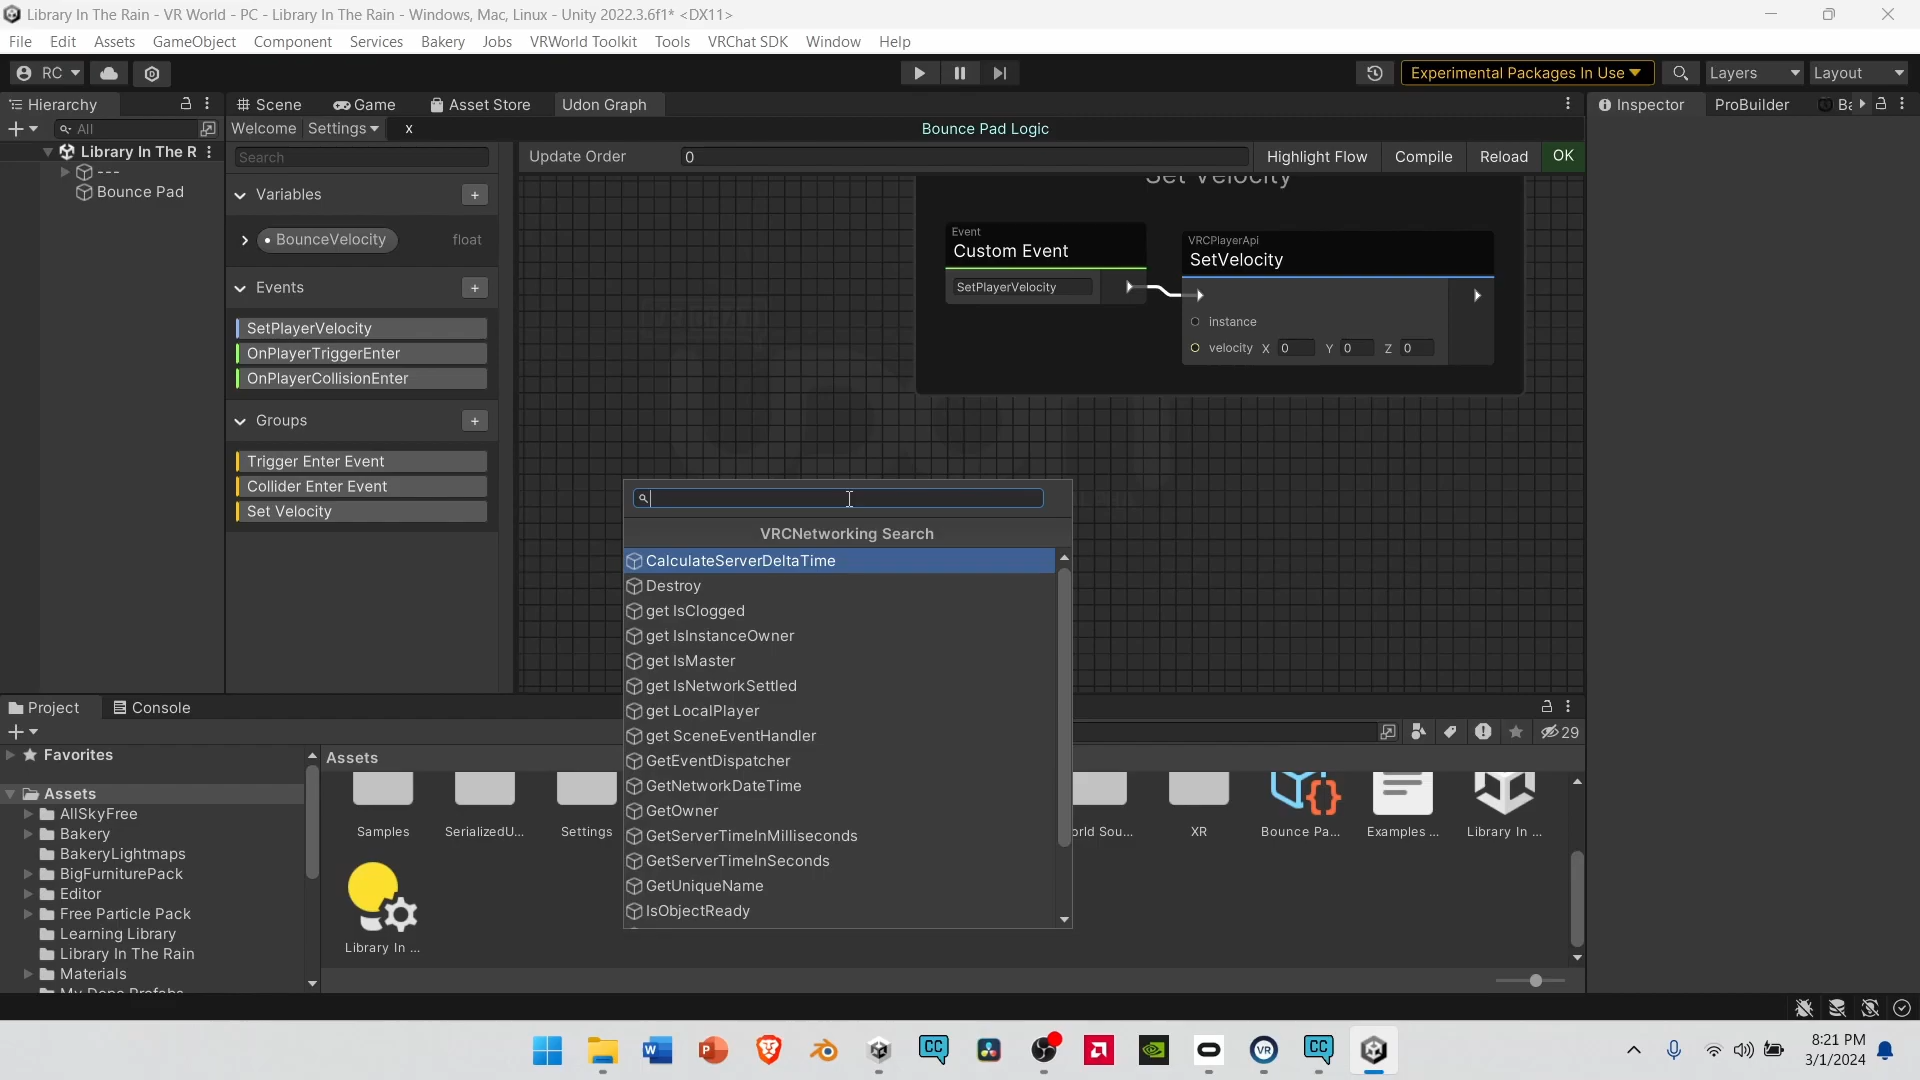 Library In The Rain - VR World - PC - Library In The Rain - Windows, Mac, Linux - Unity 2022.3.6f1* <DX11>
File Edit Assets GameObject Component Services Bakery Jobs VRWorld Toolkit Tools VRChat SDK Window Help
RC
Experimental Packages In Use
Layers
Layout
Hierarchy
Scene
Game
Asset Store
Udon Graph
Inspector
ProBuilder
Ba
All
Welcome
Settings
x
Bounce Pad Logic
Library In The R
---
Bounce Pad
Search
Update Order
0
Highlight Flow
Compile
Reload
OK
Variables
+
BounceVelocity
float
Events
+
SetPlayerVelocity
OnPlayerTriggerEnter
OnPlayerCollisionEnter
Groups
+
Trigger Enter Event
Collider Enter Event
Set Velocity
Set Velocity
Event
Custom Event
SetPlayerVelocity
VRCPlayerApi
SetVelocity
instance
velocity X 0 Y 0 Z 0
VRCNetworking Search
CalculateServerDeltaTime
Destroy
get IsClogged
get IsInstanceOwner
get IsMaster
get IsNetworkSettled
get LocalPlayer
get SceneEventHandler
GetEventDispatcher
GetNetworkDateTime
GetOwner
GetServerTimeInMilliseconds
GetServerTimeInSeconds
GetUniqueName
IsObjectReady
Project
Console
29
Favorites
Assets
AllSkyFree
Bakery
BakeryLightmaps
BigFurniturePack
Editor
Free Particle Pack
Learning Library
Library In The Rain
Materials
My Dope Prefabs
Assets
Samples
SerializedU...
Settings
orld Sou...
XR
Bounce Pa...
Examples ...
Library In ...
Library In ...
8:21 PM
3/1/2024